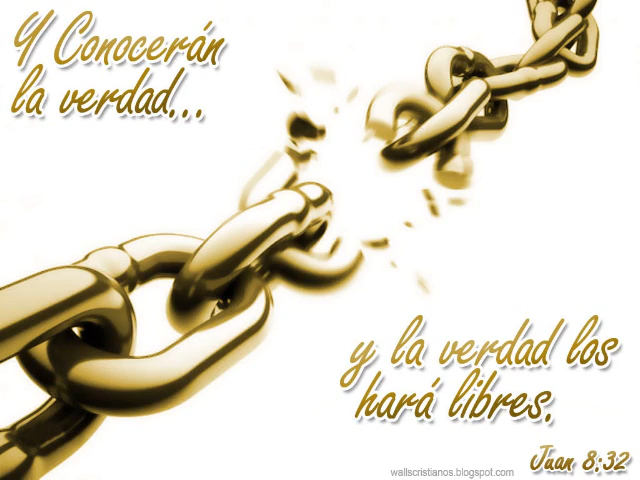 Y Conocerán
la verdad...
y la verdad los
hará libres.
Juan 8:32
wallscristianos.blogspot.com